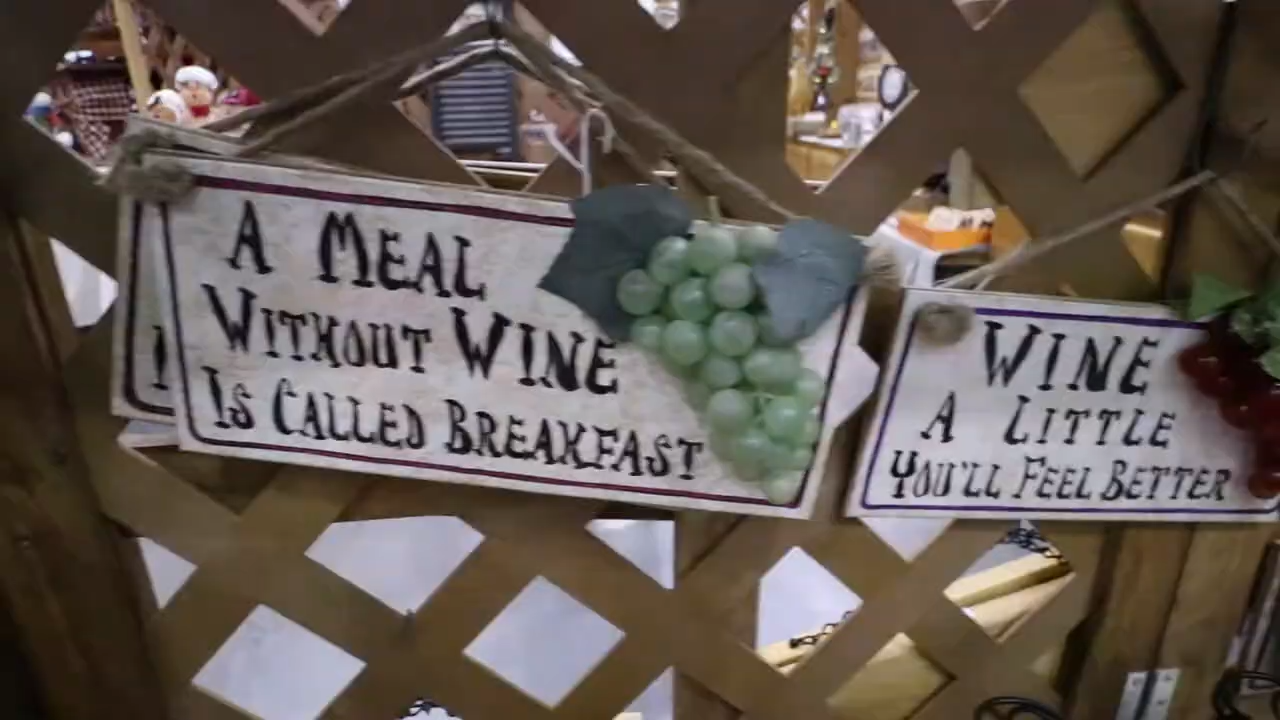 A MEAL
WITHOUT WINE
IS CALLED BREAKFAST
WINE
A LITTLE
YOU'LL FEEL BETTER